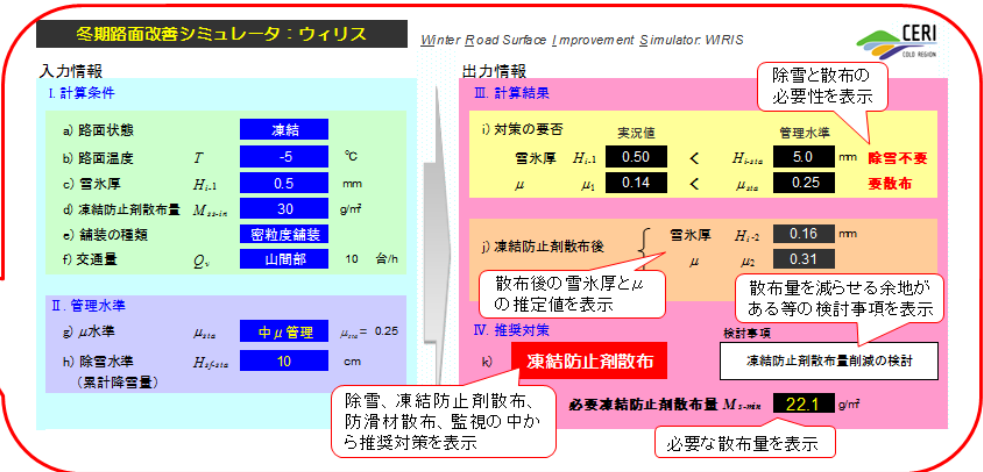 冬期路面改善シミュレータ：ウィリス
Winter Road Surface Improvement Simulator: WIRIS
CERI
COLD REGION
入力情報
I. 計算条件
a) 路面状態 凍結
b) 路面温度 T -5 ℃
c) 雪氷厚 Hi-1 0.5 mm
d) 凍結防止剤散布量 Mss-in 30 g/㎡
e) 舗装の種類 密粒度舗装
f) 交通量 Qv 山間部 10 台/h
II. 管理水準
g) μ水準 μsta 中μ管理 μsta= 0.25
h) 除雪水準 Hsf-sta 10 cm
（累計降雪量）
出力情報
III. 計算結果
除雪と散布の
必要性を表示
i) 対策の要否 実況値 管理水準
雪氷厚 Hi-1 0.50 < Hi-sta 5.0 mm 除雪不要
μ μ1 0.14 < μsta 0.25 要散布
j) 凍結防止剤散布後 { 雪氷厚 Hi-2 0.16 mm
μ μ2 0.31
散布後の雪氷厚とμ
の推定値を表示
散布量を減らせる余地が
ある等の検討事項を表示
IV. 推奨対策
検討事項
k) 凍結防止剤散布
凍結防止剤散布量削減の検討
必要凍結防止剤散布量 Ms-min 22.1 g/㎡
除雪、凍結防止剤散布、
防滑材散布、監視の中か
ら推奨対策を表示
必要な散布量を表示